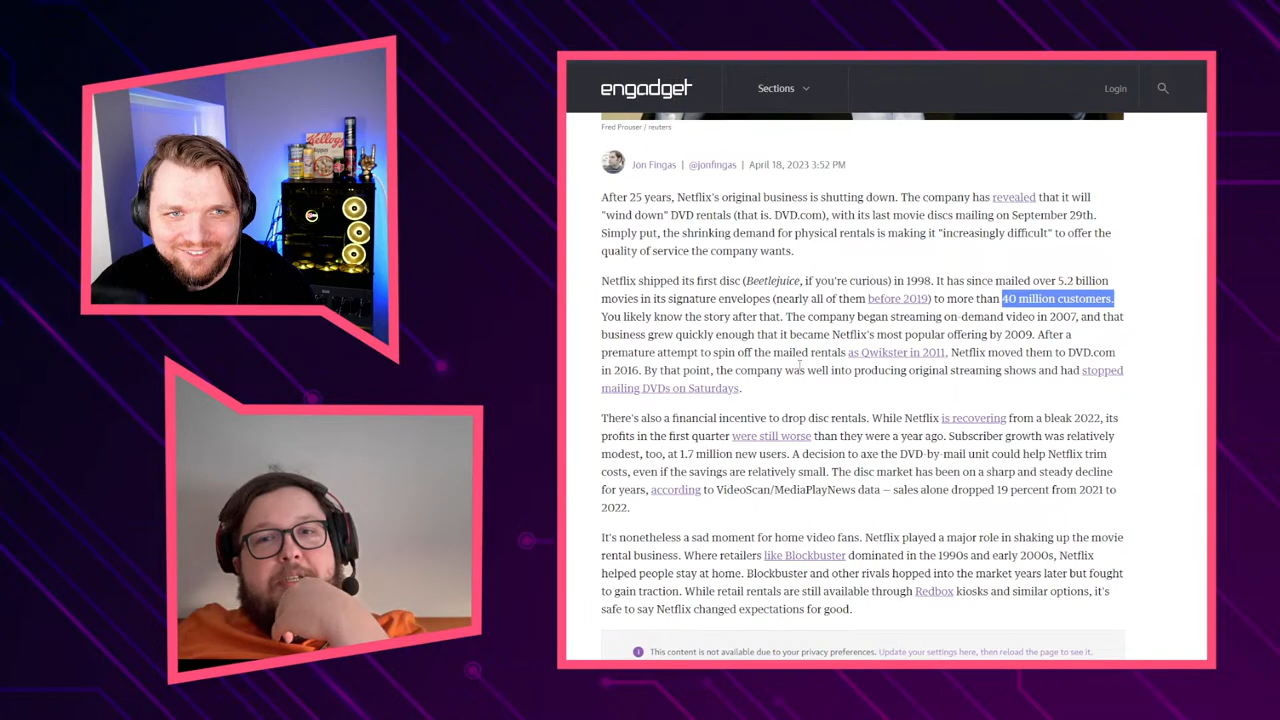 Kellogg's
engadget
Sections
Login
Fred Prouser / reuters
Jon Fingas | @jonfingas | April 18, 2023 3:52 PM
After 25 years, Netflix's original business is shutting down. The company has revealed that it will
"wind down" DVD rentals (that is. DVD.com), with its last movie discs mailing on September 29th.
Simply put, the shrinking demand for physical rentals is making it "increasingly difficult" to offer the
quality of service the company wants.
Netflix shipped its first disc (Beetlejuice, if you're curious) in 1998. It has since mailed over 5.2 billion
movies in its signature envelopes (nearly all of them before 2019) to more than 40 million customers.
You likely know the story after that. The company began streaming on-demand video in 2007, and that
business grew quickly enough that it became Netflix's most popular offering by 2009. After a
premature attempt to spin off the mailed rentals as Qwikster in 2011, Netflix moved them to DVD.com
in 2016. By that point, the company was well into producing original streaming shows and had stopped
mailing DVDs on Saturdays.
There's also a financial incentive to drop disc rentals. While Netflix is recovering from a bleak 2022, its
profits in the first quarter were still worse than they were a year ago. Subscriber growth was relatively
modest, too, at 1.7 million new users. A decision to axe the DVD-by-mail unit could help Netflix trim
costs, even if the savings are relatively small. The disc market has been on a sharp and steady decline
for years, according to VideoScan/MediaPlayNews data — sales alone dropped 19 percent from 2021 to
2022.
It's nonetheless a sad moment for home video fans. Netflix played a major role in shaking up the movie
rental business. Where retailers like Blockbuster dominated in the 1990s and early 2000s, Netflix
helped people stay at home. Blockbuster and other rivals hopped into the market years later but fought
to gain traction. While retail rentals are still available through Redbox kiosks and similar options, it's
safe to say Netflix changed expectations for good.
This content is not available due to your privacy preferences. Update your settings here, then reload the page to see it.